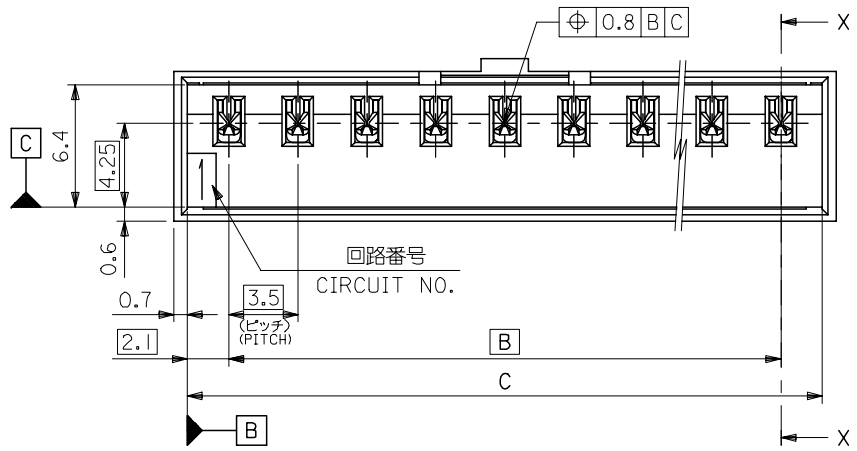 ⌖ 0.8 B C
X
C
6.4
4.25
1
0.6
回路番号
CIRCUIT NO.
0.7
3.5
(ピッチ)
(PITCH)
2.1
B
C
B
X